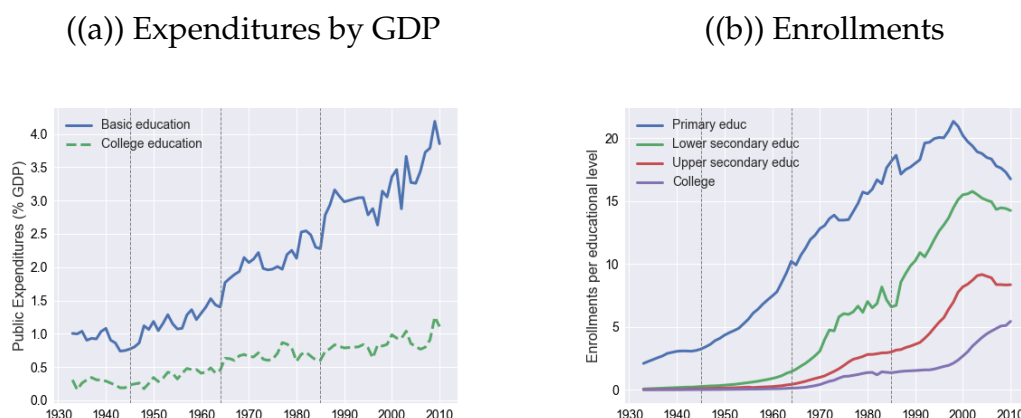 ((a)) Expenditures by GDP
Public Expenditures (% GDP)
4.0
3.5
3.0
2.5
2.0
1.5
1.0
0.5
0.0
Basic education
College education
1930 1940 1950 1960 1970 1980 1990 2000 2010
((b)) Enrollments
Enrollments per educational level
20
15
10
5
0
Primary educ
Lower secondary educ
Upper secondary educ
College
1930 1940 1950 1960 1970 1980 1990 2000 2010